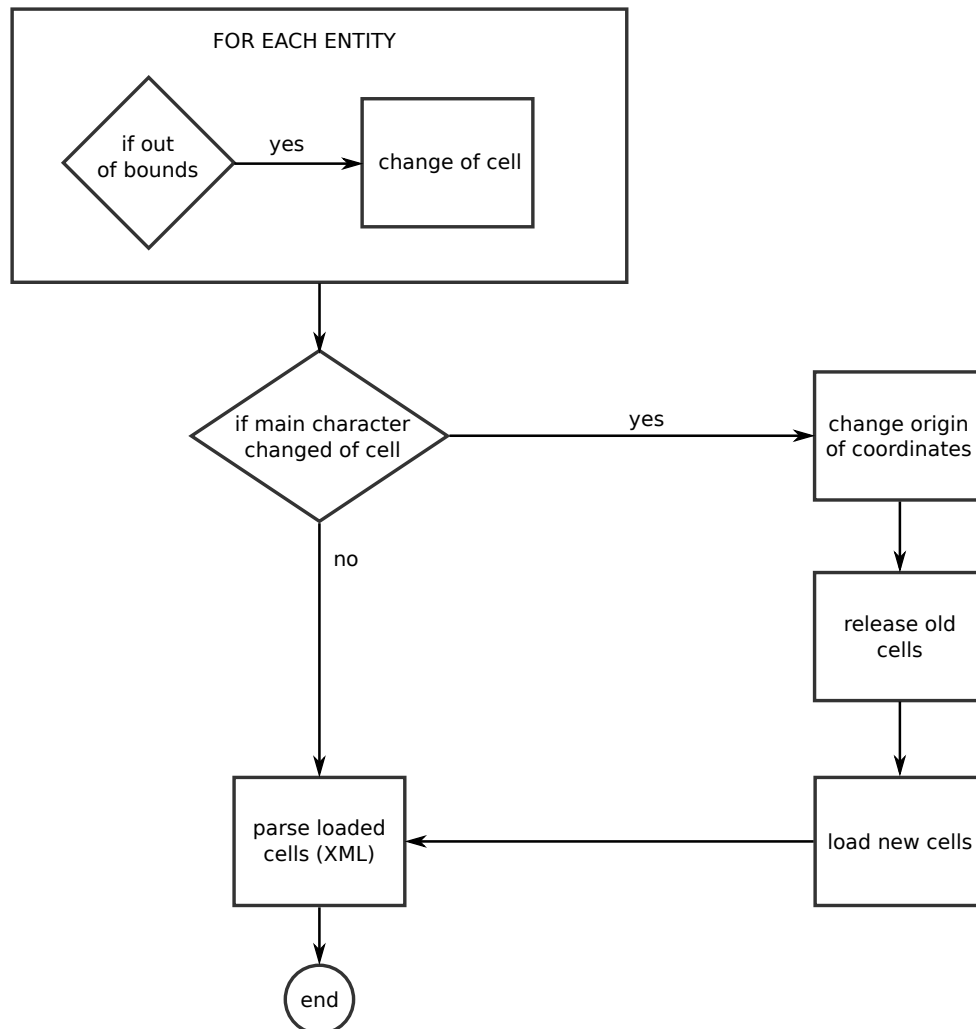 FOR EACH ENTITY
if out
of bounds
yes
change of cell
if main character
changed of cell
yes
change origin
of coordinates
no
release old
cells
parse loaded
cells (XML)
load new cells
end